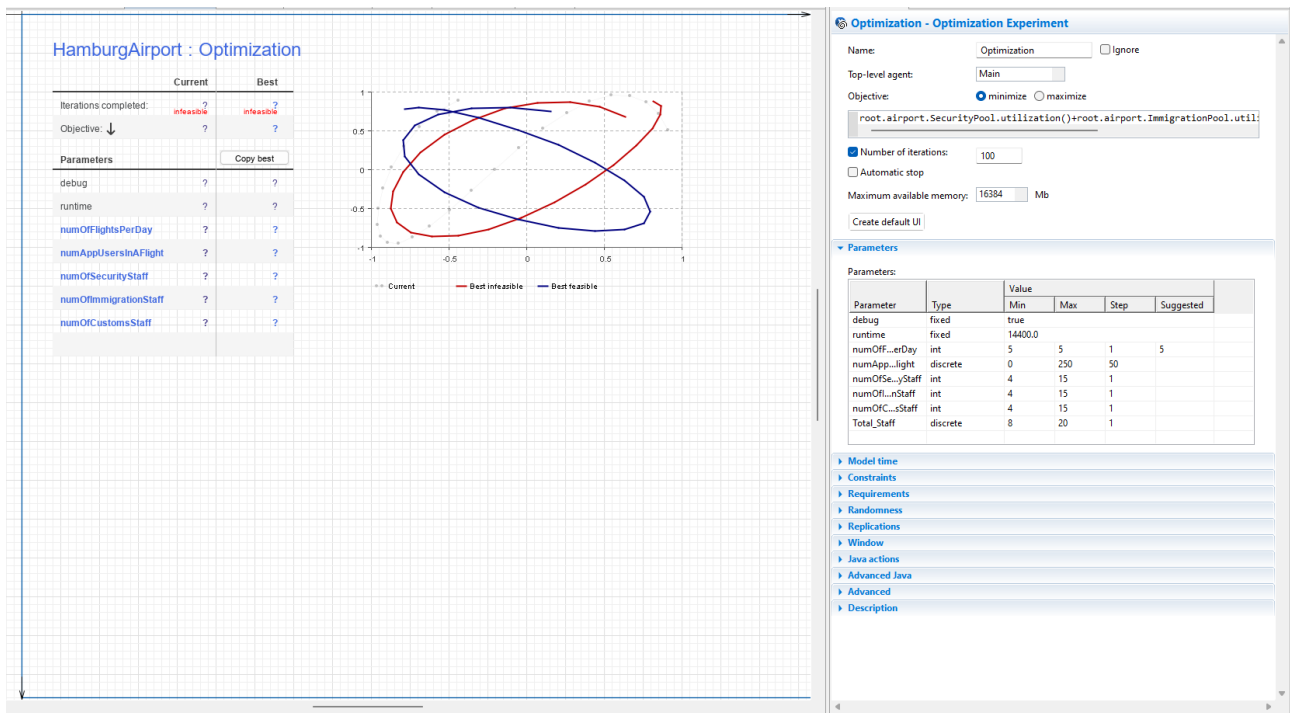 HamburgAirport : Optimization
Current Best
Iterations completed: ? ?
infeasible infeasible
Objective: ↓ ? ?
Parameters Copy best
debug ? ?
runtime ? ?
numOfFlightsPerDay ? ?
numAppUsersInAFlight ? ?
numOfSecurityStaff ? ?
numOfImmigrationStaff ? ?
numOfCustomsStaff ? ?
1
0.5
0
-0.5
-1
-1 -0.5 0 0.5 1
Current Best infeasible Best feasible
Optimization - Optimization Experiment
Name: Optimization Ignore
Top-level agent: Main
Objective: minimize maximize
root.airport.SecurityPool.utilization()+root.airport.ImmigrationPool.util:
Number of iterations: 100
Automatic stop
Maximum available memory: 16384 Mb
Create default UI
Parameters
Parameters:
Value
Parameter Type Min Max Step Suggested
debug fixed true
runtime fixed 14400.0
numOfF...erDay int 5 5 1 5
numApp...light discrete 0 250 50
numOfSe...yStaff int 4 15 1
numOfI...nStaff int 4 15 1
numOfC...sStaff int 4 15 1
Total_Staff discrete 8 20 1
Model time
Constraints
Requirements
Randomness
Replications
Window
Java actions
Advanced Java
Advanced
Description